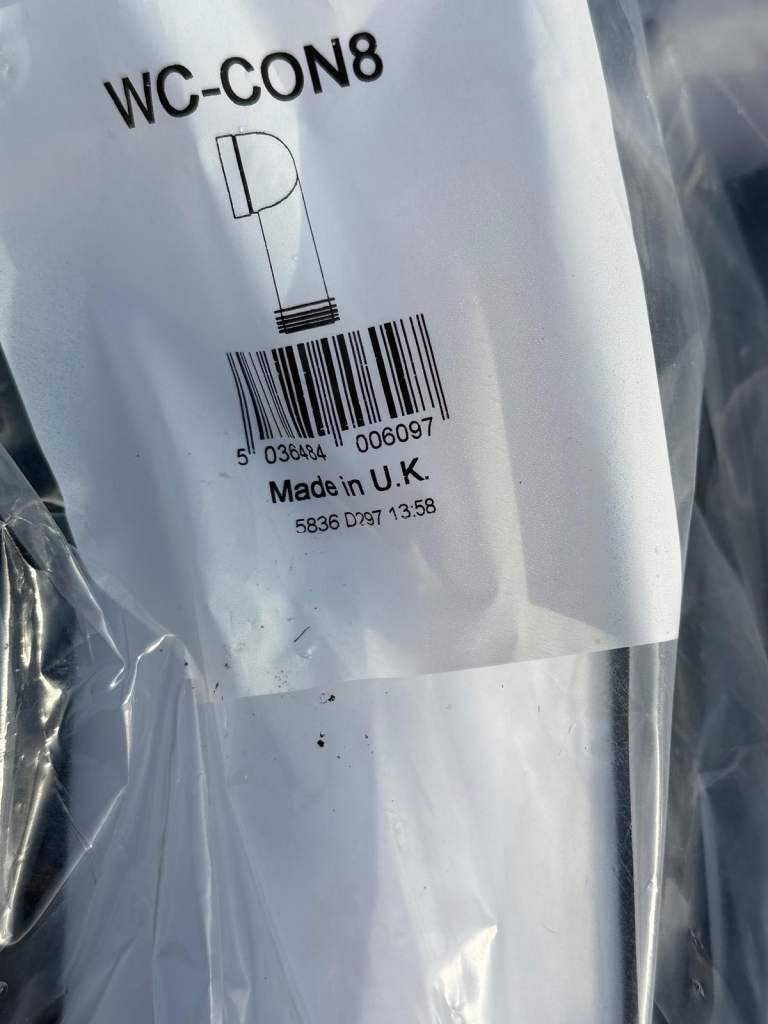 WC-CON8
5 036484 006097
Made in U.K.
5836 D297 13:58